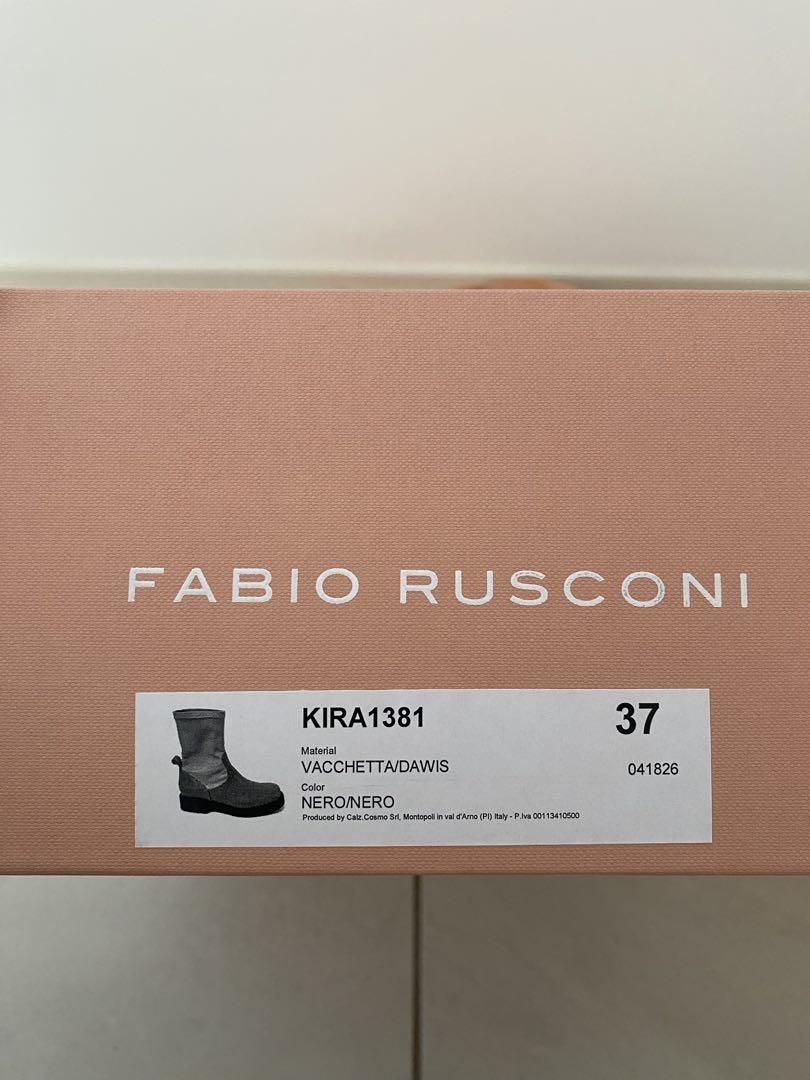 FABIO RUSCONI
KIRA1381 37
Material
VACCHETTA/DAWIS 041826
Color
NERO/NERO
Produced by Calz.Cosmo Srl, Montopoli in val d'Arno (PI) Italy - P.Iva 00113410500